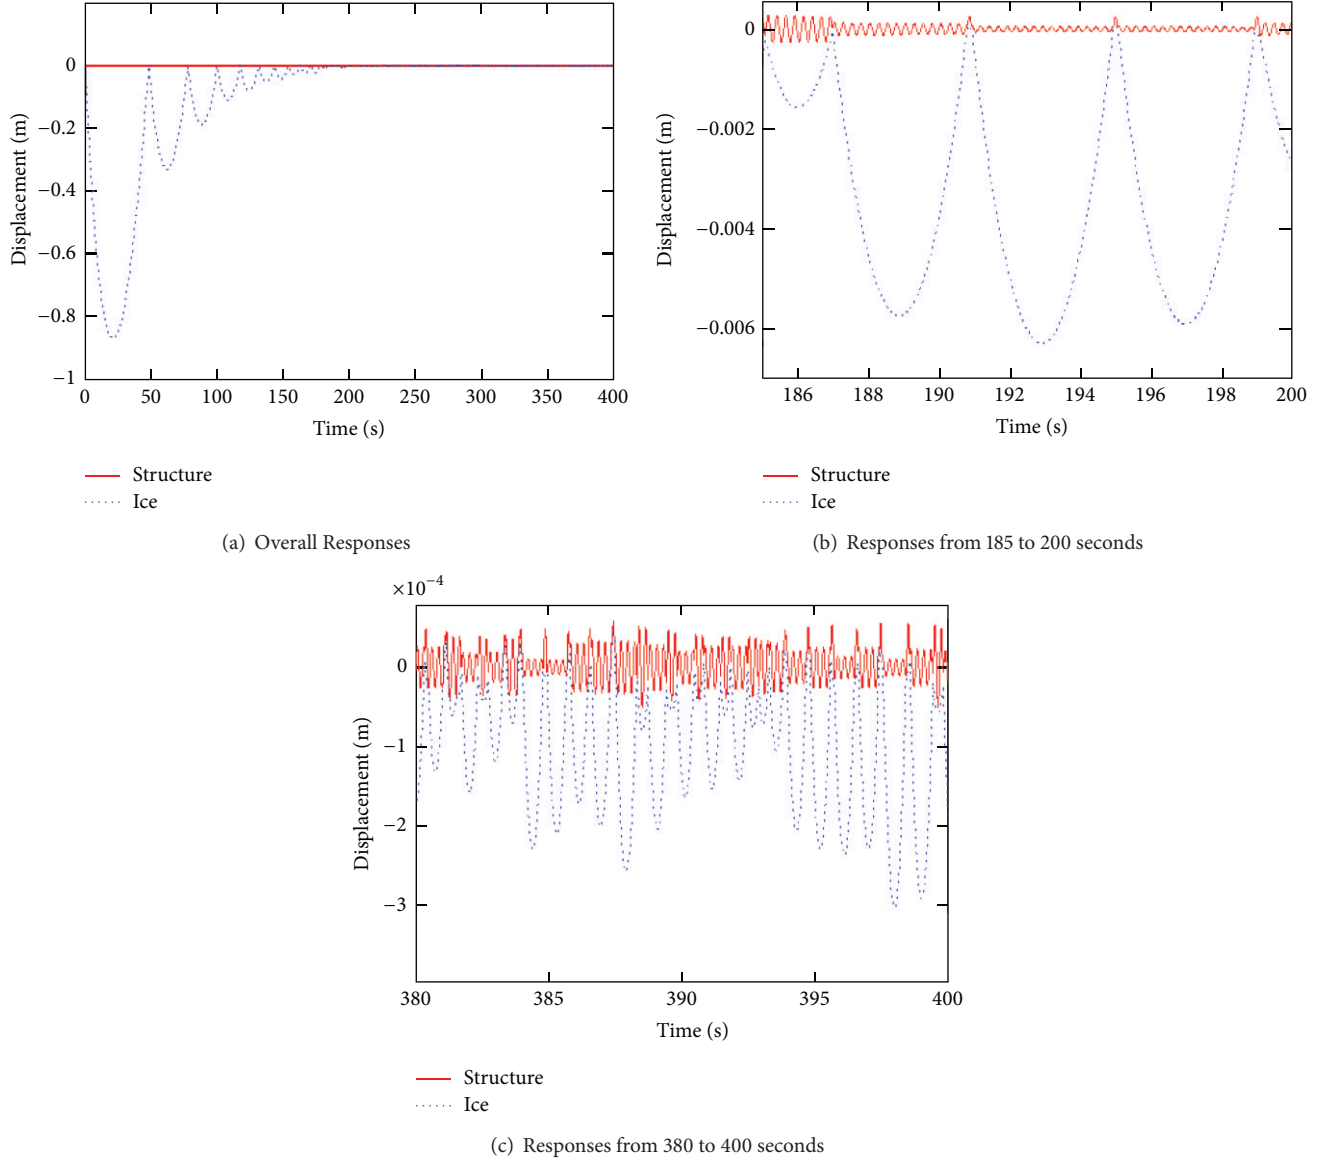 0
−0.2
−0.4
−0.6
−0.8
−1
Displacement (m)
0 50 100 150 200 250 300 350 400
Time (s)
Structure
Ice
(a) Overall Responses
0
−0.002
−0.004
−0.006
Displacement (m)
186 188 190 192 194 196 198 200
Time (s)
Structure
Ice
(b) Responses from 185 to 200 seconds
×10−4
0
−1
−2
−3
Displacement (m)
380 385 390 395 400
Time (s)
Structure
Ice
(c) Responses from 380 to 400 seconds